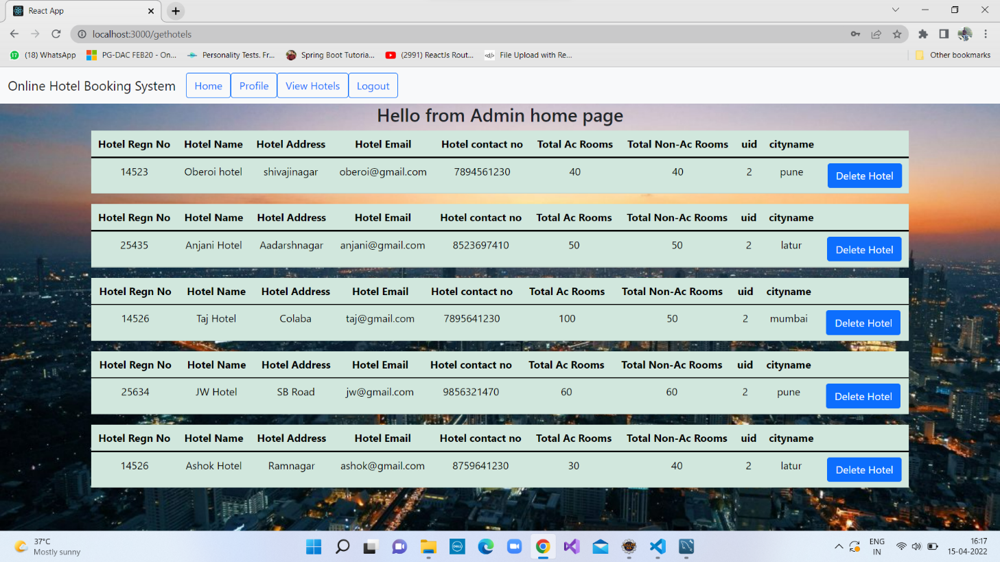 React App
localhost:3000/gethotels
(18) WhatsApp PG-DAC FEB20 - On... Personality Tests. Fr... Spring Boot Tutoria... (2991) ReactJs Rout... File Upload with Re... Other bookmarks
Online Hotel Booking System Home Profile View Hotels Logout
Hello from Admin home page
Hotel Regn No Hotel Name Hotel Address Hotel Email Hotel contact no Total Ac Rooms Total Non-Ac Rooms uid cityname
14523 Oberoi hotel shivajinagar oberoi@gmail.com 7894561230 40 40 2 pune Delete Hotel
Hotel Regn No Hotel Name Hotel Address Hotel Email Hotel contact no Total Ac Rooms Total Non-Ac Rooms uid cityname
25435 Anjani Hotel Aadarshnagar anjani@gmail.com 8523697410 50 50 2 latur Delete Hotel
Hotel Regn No Hotel Name Hotel Address Hotel Email Hotel contact no Total Ac Rooms Total Non-Ac Rooms uid cityname
14526 Taj Hotel Colaba taj@gmail.com 7895641230 100 50 2 mumbai Delete Hotel
Hotel Regn No Hotel Name Hotel Address Hotel Email Hotel contact no Total Ac Rooms Total Non-Ac Rooms uid cityname
25634 JW Hotel SB Road jw@gmail.com 9856321470 60 60 2 pune Delete Hotel
Hotel Regn No Hotel Name Hotel Address Hotel Email Hotel contact no Total Ac Rooms Total Non-Ac Rooms uid cityname
14526 Ashok Hotel Ramnagar ashok@gmail.com 8759641230 30 40 2 latur Delete Hotel
37°C ENG 16:17
Mostly sunny IN 15-04-2022